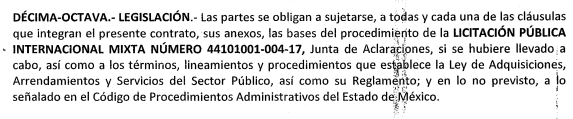 DÉCIMA-OCTAVA.- LEGISLACIÓN.- Las partes se obligan a sujetarse, a todas y cada una de las cláusulas
que integran el presente contrato, sus anexos, las bases del procedimiento de la LICITACIÓN PÚBLICA
INTERNACIONAL MIXTA NÚMERO 44101001-004-17, Junta de Aclaraciones, si se hubiere llevado a
cabo, así como a los términos, lineamientos y procedimientos que establece la Ley de Adquisiciones,
Arrendamientos y Servicios del Sector Público, así como su Reglamento; y en lo no previsto, a lo
señalado en el Código de Procedimientos Administrativos del Estado de México.